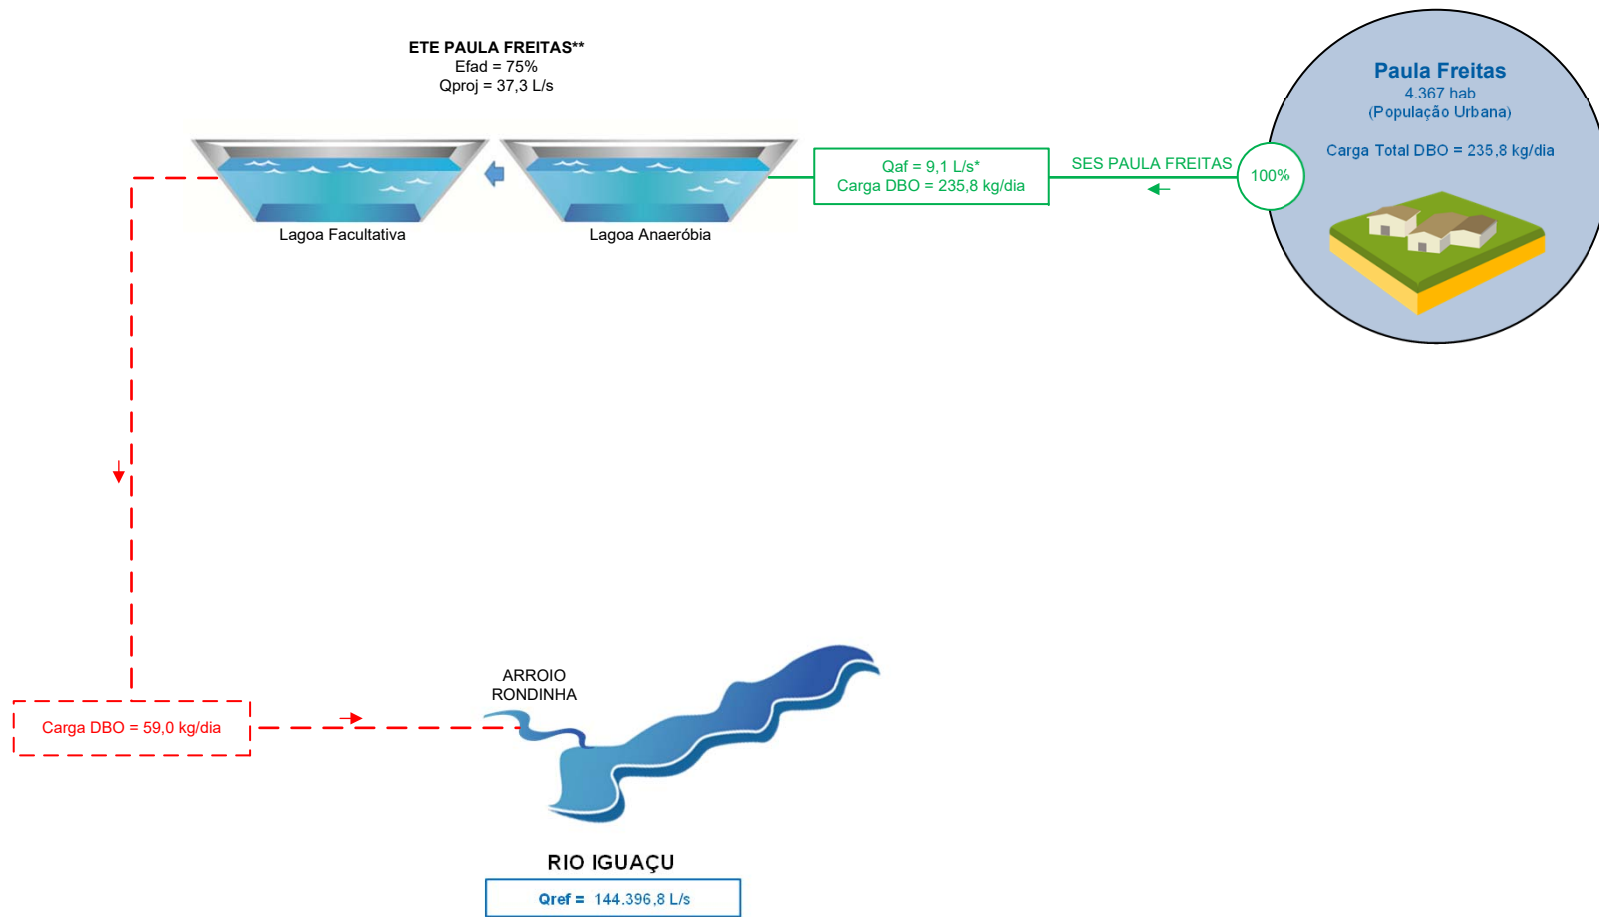 ETE PAULA FREITAS**
Efad = 75%
Qproj = 37,3 L/s
Lagoa Facultativa
Lagoa Anaeróbia
Qaf = 9,1 L/s*
Carga DBO = 235,8 kg/dia
SES PAULA FREITAS
100%
Paula Freitas
4.367 hab
(População Urbana)
Carga Total DBO = 235,8 kg/dia
Carga DBO = 59,0 kg/dia
ARROIO
RONDINHA
RIO IGUAÇU
Qref = 144.396,8 L/s